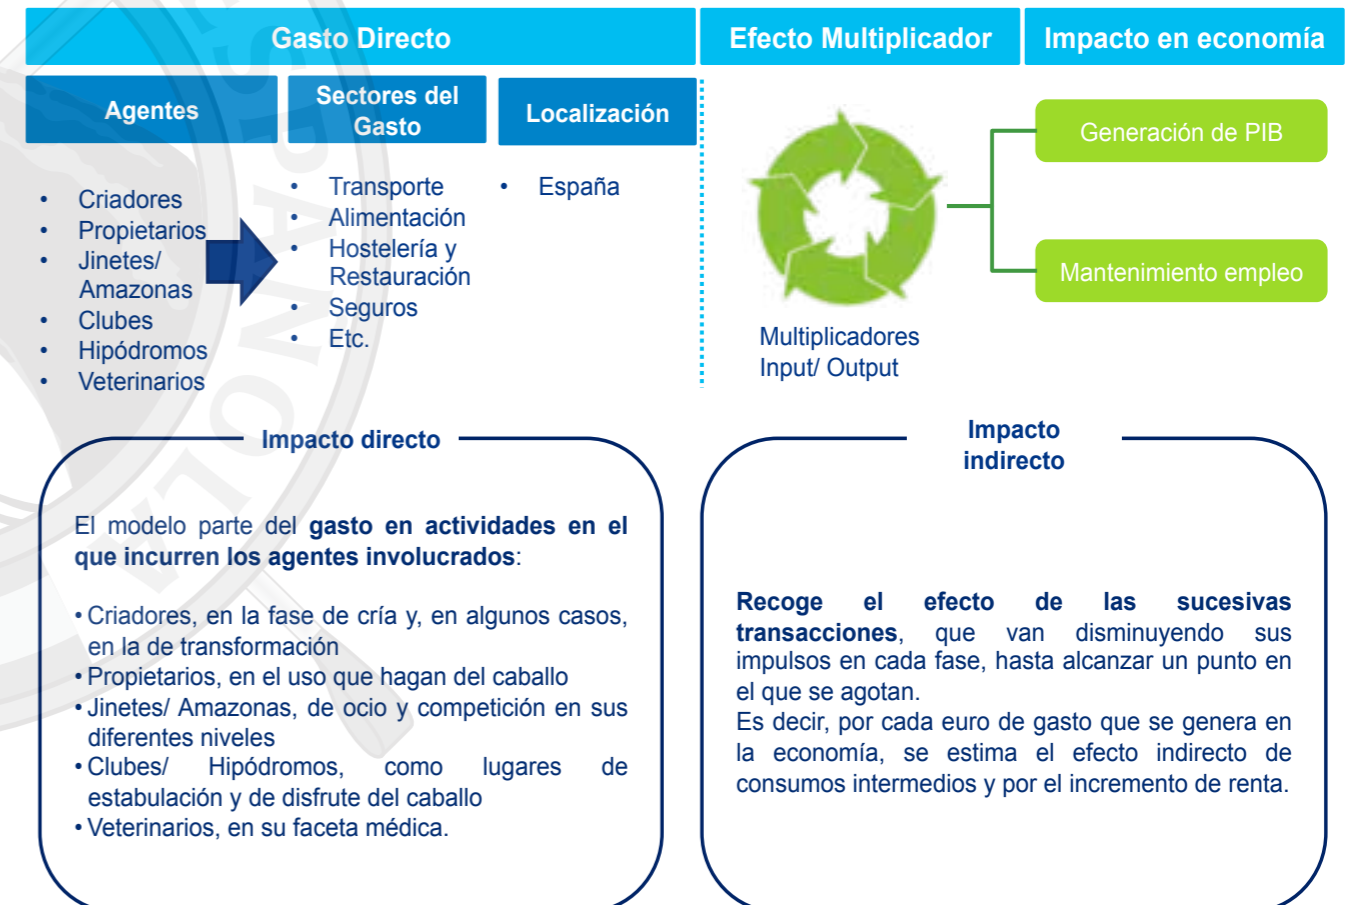 Gasto Directo
Efecto Multiplicador
Impacto en economía
Agentes
Sectores del
Gasto
Localización
• Criadores
• Propietarios
• Jinetes/
Amazonas
• Clubes
• Hipódromos
• Veterinarios
• Transporte
• Alimentación
• Hostelería y
Restauración
• Seguros
• Etc.
• España
Multiplicadores
Input/ Output
Generación de PIB
Mantenimiento empleo
Impacto directo
El modelo parte del gasto en actividades en el
que incurren los agentes involucrados:
• Criadores, en la fase de cría y, en algunos casos,
en la de transformación
• Propietarios, en el uso que hagan del caballo
• Jinetes/ Amazonas, de ocio y competición en sus
diferentes niveles
• Clubes/ Hipódromos, como lugares de
estabulación y de disfrute del caballo
• Veterinarios, en su faceta médica.
Impacto
indirecto
Recoge el efecto de las sucesivas
transacciones, que van disminuyendo sus
impulsos en cada fase, hasta alcanzar un punto en
el que se agotan.
Es decir, por cada euro de gasto que se genera en
la economía, se estima el efecto indirecto de
consumos intermedios y por el incremento de renta.